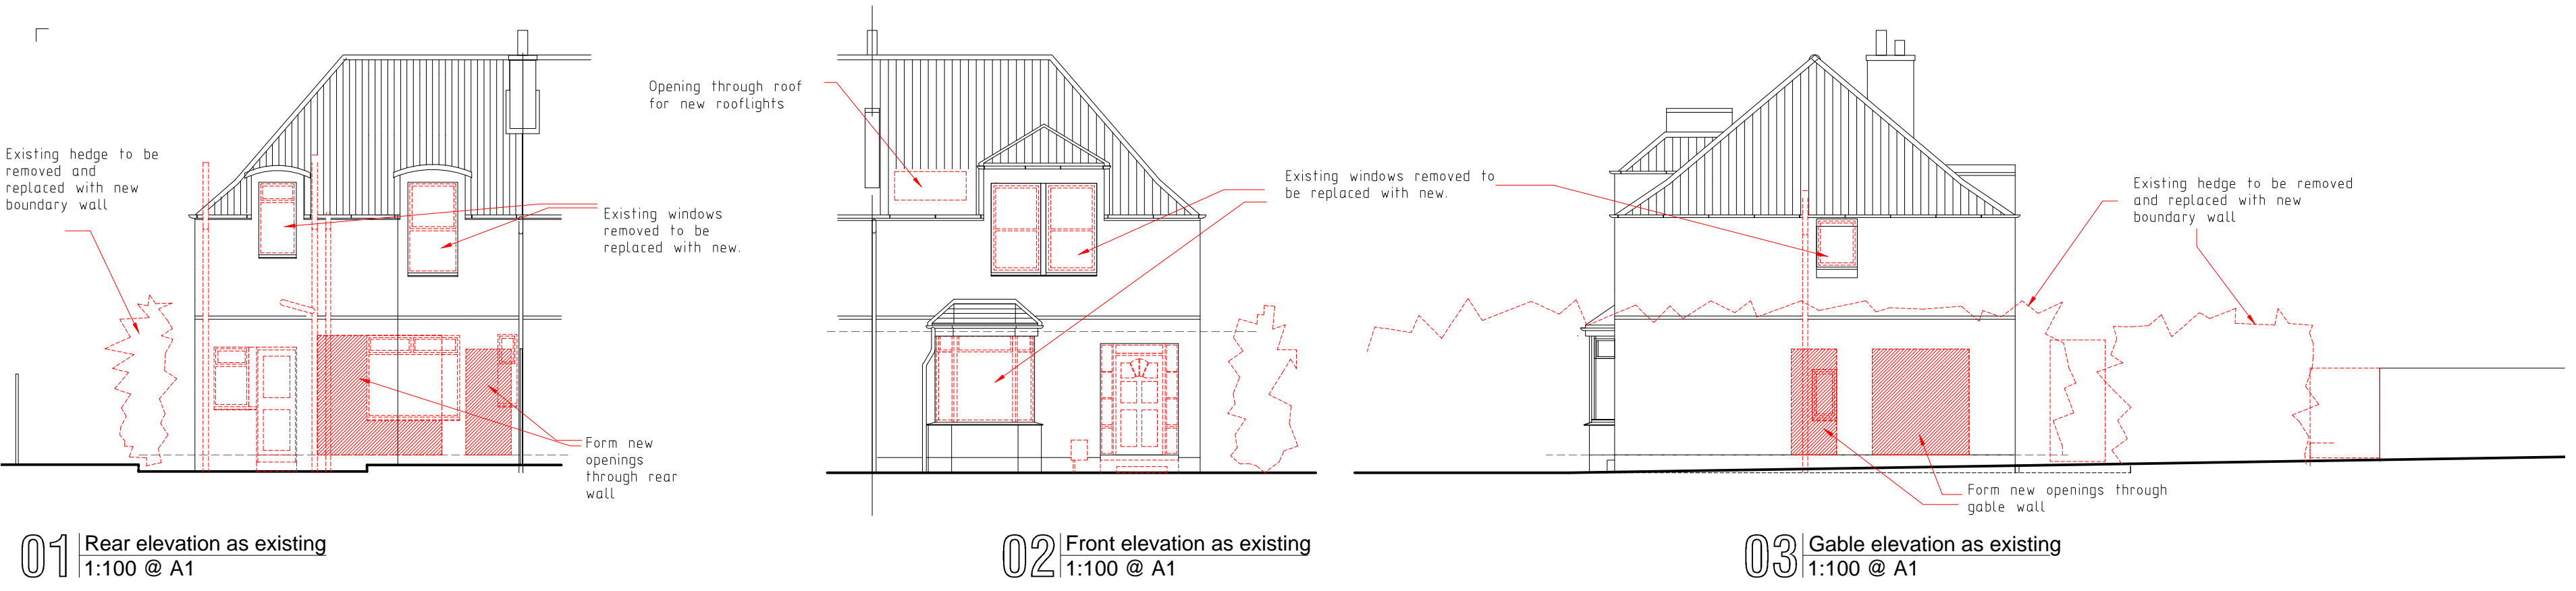 Existing hedge to be
removed and
replaced with new
boundary wall
Existing windows
removed to be
replaced with new.
Form new
openings
through rear
wall
01
Rear elevation as existing
1:100 @ A1
Opening through roof
for new rooflights
Existing windows removed to
be replaced with new.
02
Front elevation as existing
1:100 @ A1
Existing hedge to be removed
and replaced with new
boundary wall
Form new openings through
gable wall
03
Gable elevation as existing
1:100 @ A1